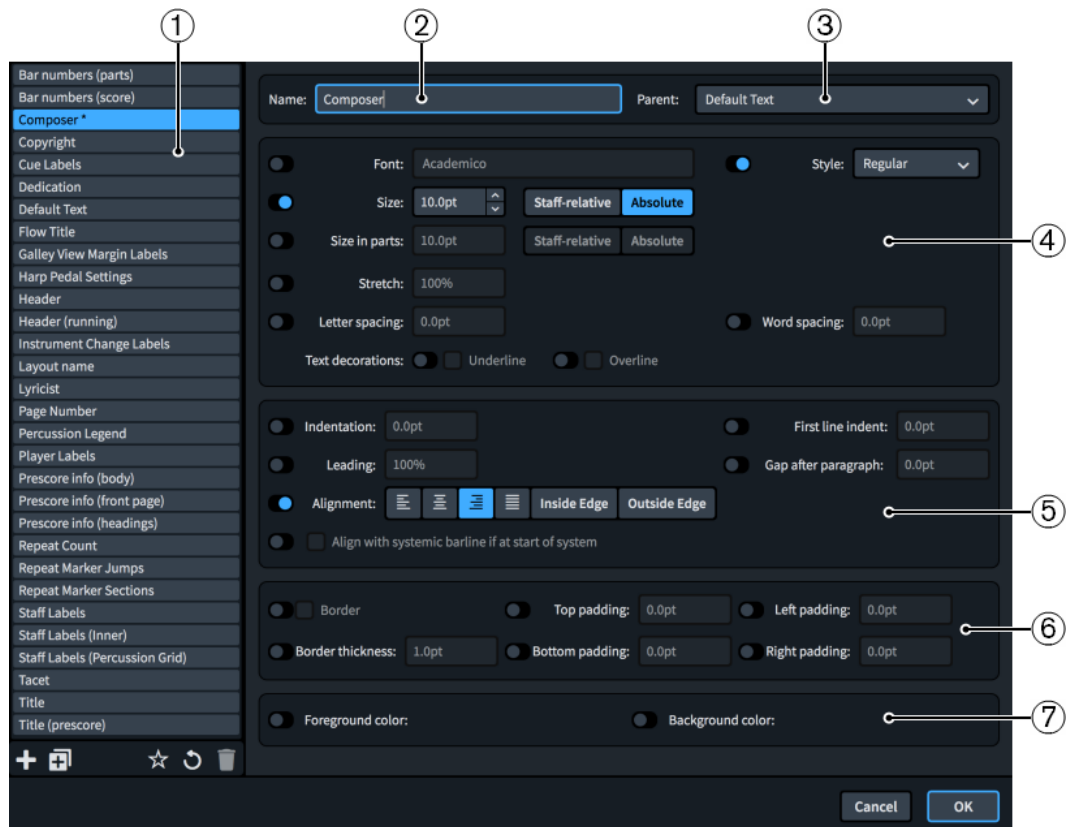 ① ② ③
Bar numbers (parts)
Bar numbers (score)
Composer *
Copyright
Cue Labels
Dedication
Default Text
Flow Title
Galley View Margin Labels
Harp Pedal Settings
Header
Header (running)
Instrument Change Labels
Layout name
Lyricist
Page Number
Percussion Legend
Player Labels
Prescore info (body)
Prescore info (front page)
Prescore info (headings)
Repeat Count
Repeat Marker Jumps
Repeat Marker Sections
Staff Labels
Staff Labels (Inner)
Staff Labels (Percussion Grid)
Tacet
Title
Title (prescore)
Name: Composer Parent: Default Text
Font: Academico Style: Regular
Size: 10.0pt Staff-relative Absolute
Size in parts: 10.0pt Staff-relative Absolute
④
Stretch: 100%
Letter spacing: 0.0pt Word spacing: 0.0pt
Text decorations: Underline Overline
Indentation: 0.0pt First line indent: 0.0pt
Leading: 100% Gap after paragraph: 0.0pt
Alignment: Inside Edge Outside Edge
⑤
Align with systemic barline if at start of system
Border Top padding: 0.0pt Left padding: 0.0pt
⑥
Border thickness: 1.0pt Bottom padding: 0.0pt Right padding: 0.0pt
Foreground color: Background color:
⑦
Cancel OK